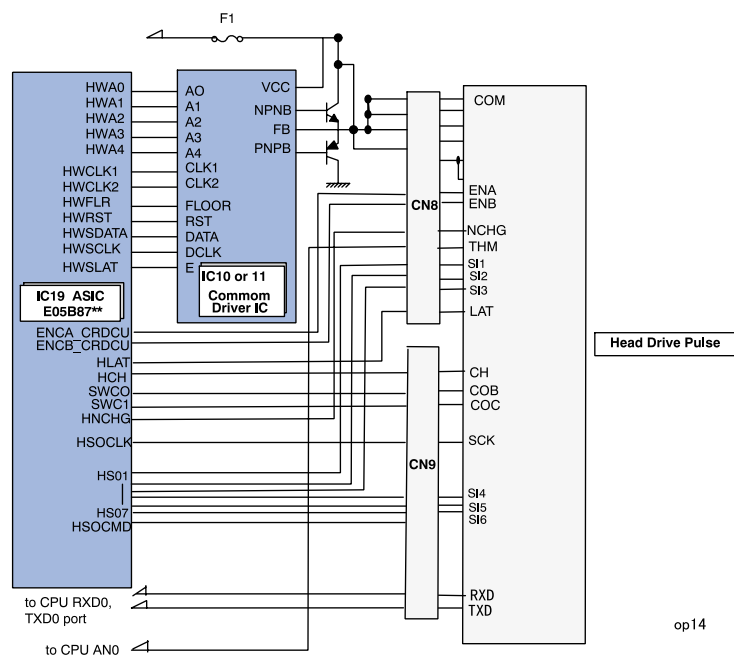 F1
HWA0
HWA1
HWA2
HWA3
HWA4
HWCLK1
HWCLK2
HWFLR
HWRST
HWSDATA
HWSCLK
HWSLAT
IC19 ASIC
E05B87**
ENCA_CRDCU
ENCB_CRDCU
HLAT
HCH
SWCO
SWC1
HNCHG
HSOCLK
HS01
HS07
HSOCMD
AO
A1
A2
A3
A4
CLK1
CLK2
FLOOR
RST
DATA
DCLK
E
VCC
NPNB
FB
PNPB
IC10 or 11
Commom
Driver IC
CN8
CN9
COM
ENA
ENB
NCHG
THM
SI1
SI2
SI3
LAT
CH
COB
COC
SCK
SI4
SI5
SI6
RXD
TXD
Head Drive Pulse
to CPU RXD0,
TXD0 port
to CPU AN0
op14